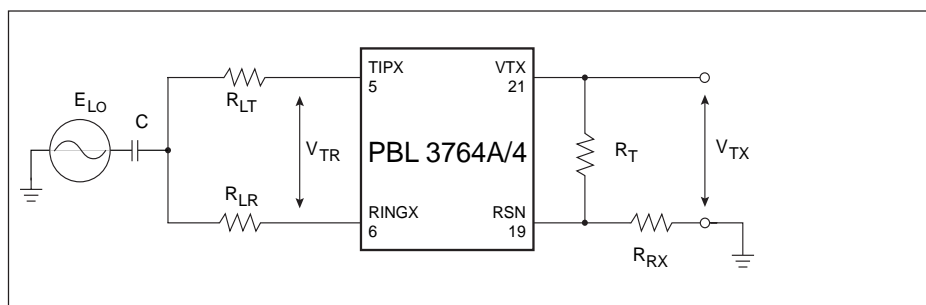 TIPX
VTX
5
21
R_LT
E_LO
C
V_TR
PBL 3764A/4
R_T
V_TX
R_LR
RINGX
RSN
6
19
R_RX